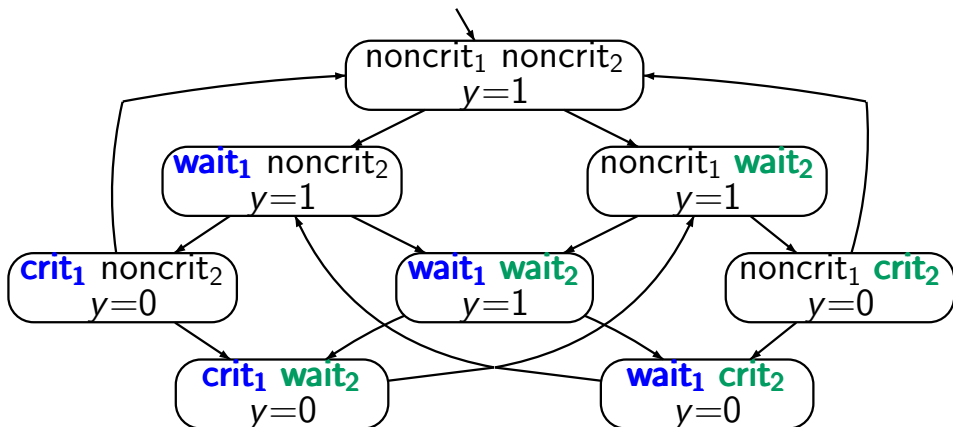 noncrit₁ noncrit₂
y=1
wait₁ noncrit₂
y=1
noncrit₁ wait₂
y=1
crit₁ noncrit₂
y=0
wait₁ wait₂
y=1
noncrit₁ crit₂
y=0
crit₁ wait₂
y=0
wait₁ crit₂
y=0